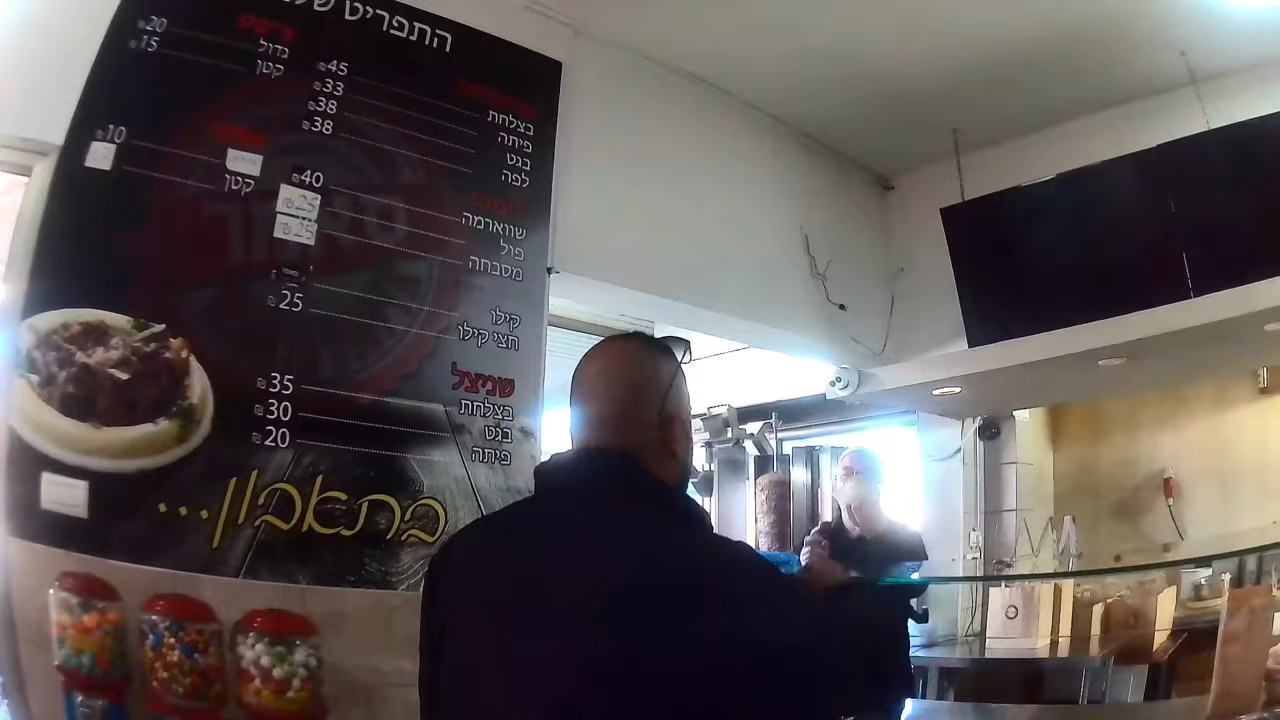 התפריט
בצלחת 45₪
פיתה 33₪
בגט 38₪
לפה 38₪
שווארמה 40₪
פול 25₪
מסבחה 25₪
קילו
חצי קילו 25₪
שניצל
בצלחת 35₪
בגט 30₪
פיתה 20₪
צ'יפס
גדול 20₪
קטן 15₪
10₪
קטן
בתאבון...